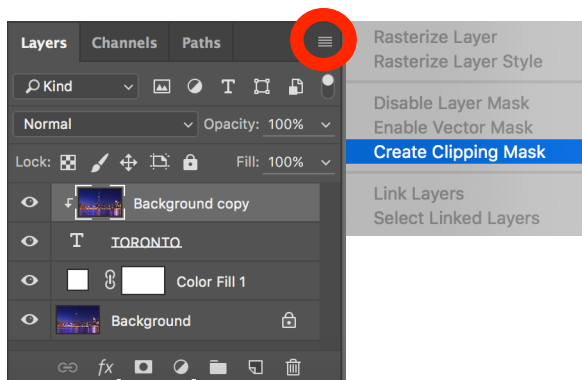 Layers Channels Paths
Kind
Normal Opacity: 100%
Lock: Fill: 100%
Background copy
T TORONTO
Color Fill 1
Background
fx
Rasterize Layer
Rasterize Layer Style
Disable Layer Mask
Enable Vector Mask
Create Clipping Mask
Link Layers
Select Linked Layers